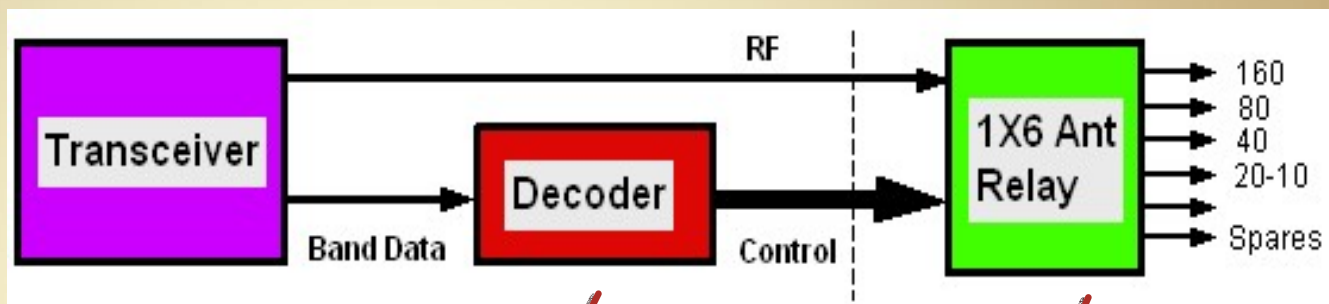 RF
Transceiver
Decoder
Band Data
Control
1X6 Ant
Relay
160
80
40
20-10
Spares